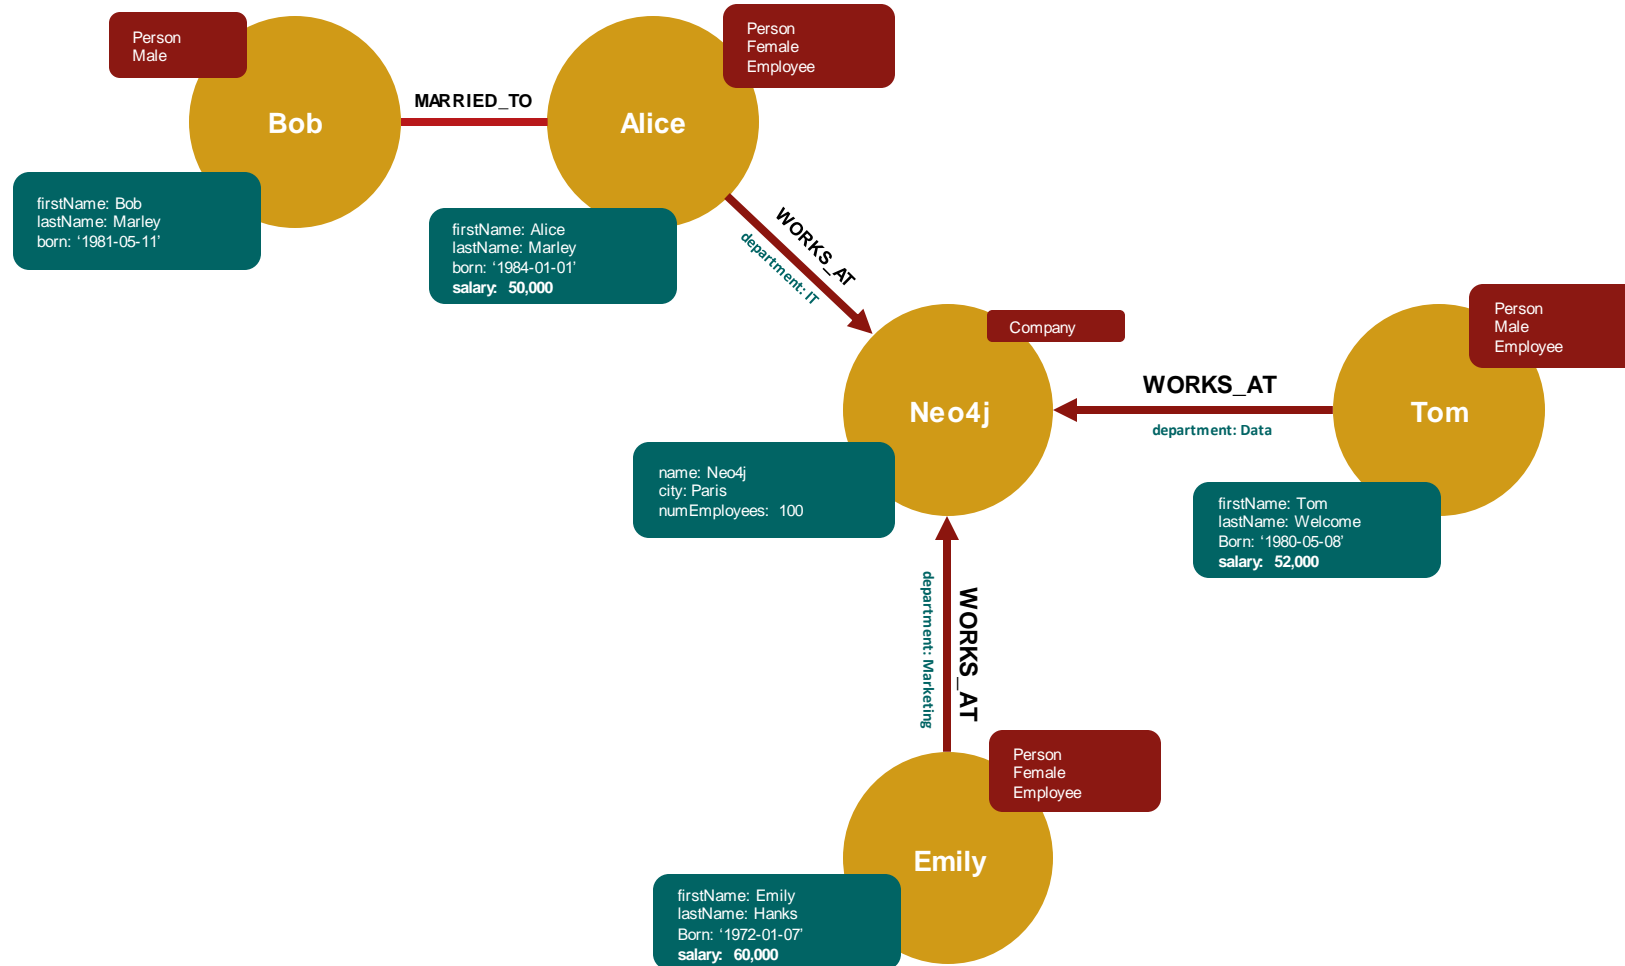 Person
Male
Bob
firstName: Bob
lastName: Marley
born: ‘1981-05-11’
MARRIED_TO
Person
Female
Employee
Alice
firstName: Alice
lastName: Marley
born: ‘1984-01-01’
salary: 50,000
WORKS_AT
department: IT
Company
Neo4j
name: Neo4j
city: Paris
numEmployees: 100
WORKS_AT
department: Data
Person
Male
Employee
Tom
firstName: Tom
lastName: Welcome
Born: ‘1980-05-08’
salary: 52,000
WORKS_AT
department: Marketing
Person
Female
Employee
Emily
firstName: Emily
lastName: Hanks
Born: ‘1972-01-07’
salary: 60,000